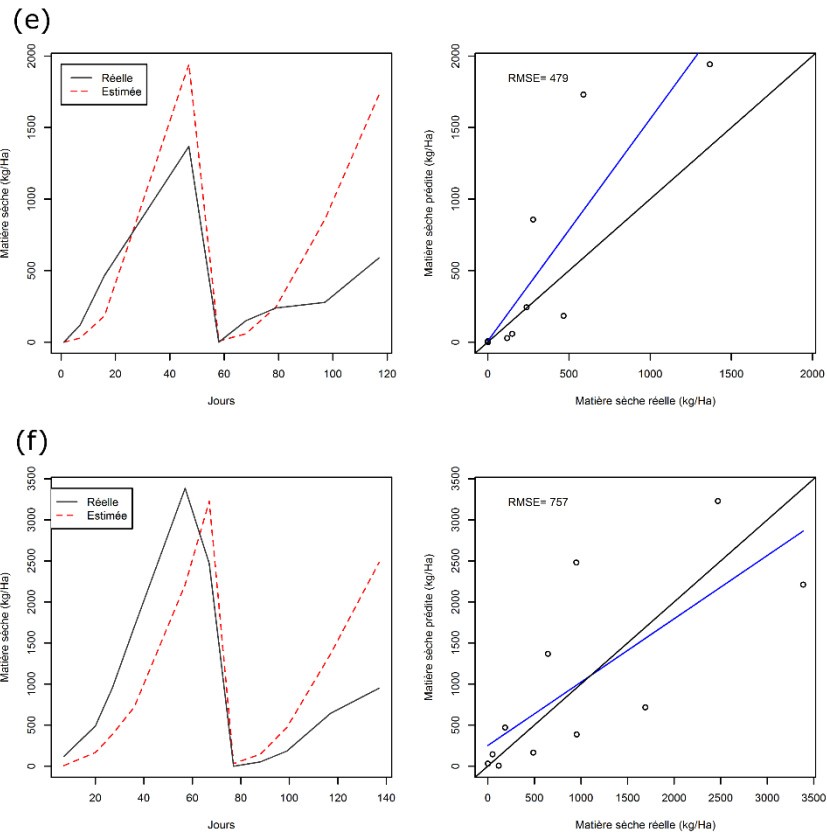 (e)
Réelle
Estimée
Matière sèche (kg/Ha)
0 500 1000 1500 2000
0 20 40 60 80 100 120
Jours
RMSE= 479
Matière sèche prédite (kg/Ha)
0 500 1000 1500 2000
0 500 1000 1500 2000
Matière sèche réelle (kg/Ha)
(f)
Réelle
Estimée
Matière sèche (kg/Ha)
0 500 1000 1500 2000 2500 3000 3500
20 40 60 80 100 120 140
Jours
RMSE= 757
Matière sèche prédite (kg/Ha)
0 500 1000 1500 2000 2500 3000 3500
0 500 1000 1500 2000 2500 3000 3500
Matière sèche réelle (kg/Ha)